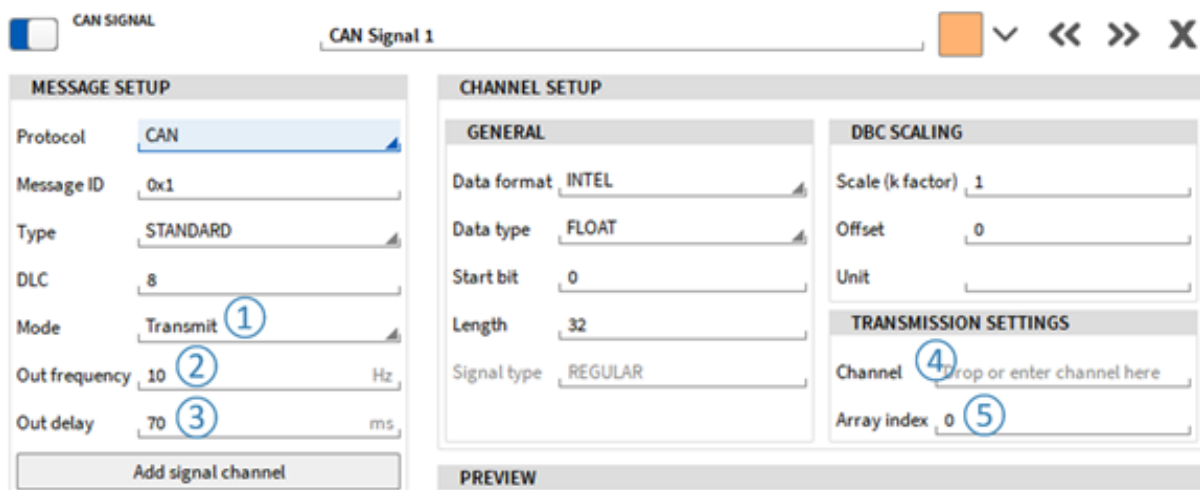 CAN SIGNAL
CAN Signal 1
MESSAGE SETUP
Protocol CAN
Message ID 0x1
Type STANDARD
DLC 8
Mode Transmit 1
Out frequency 10 2 Hz
Out delay 70 3 ms
Add signal channel
CHANNEL SETUP
GENERAL
Data format INTEL
Data type FLOAT
Start bit 0
Length 32
Signal type REGULAR
DBC SCALING
Scale (k factor) 1
Offset 0
Unit
TRANSMISSION SETTINGS
Channel 4 Drop or enter channel here
Array index 0 5
PREVIEW